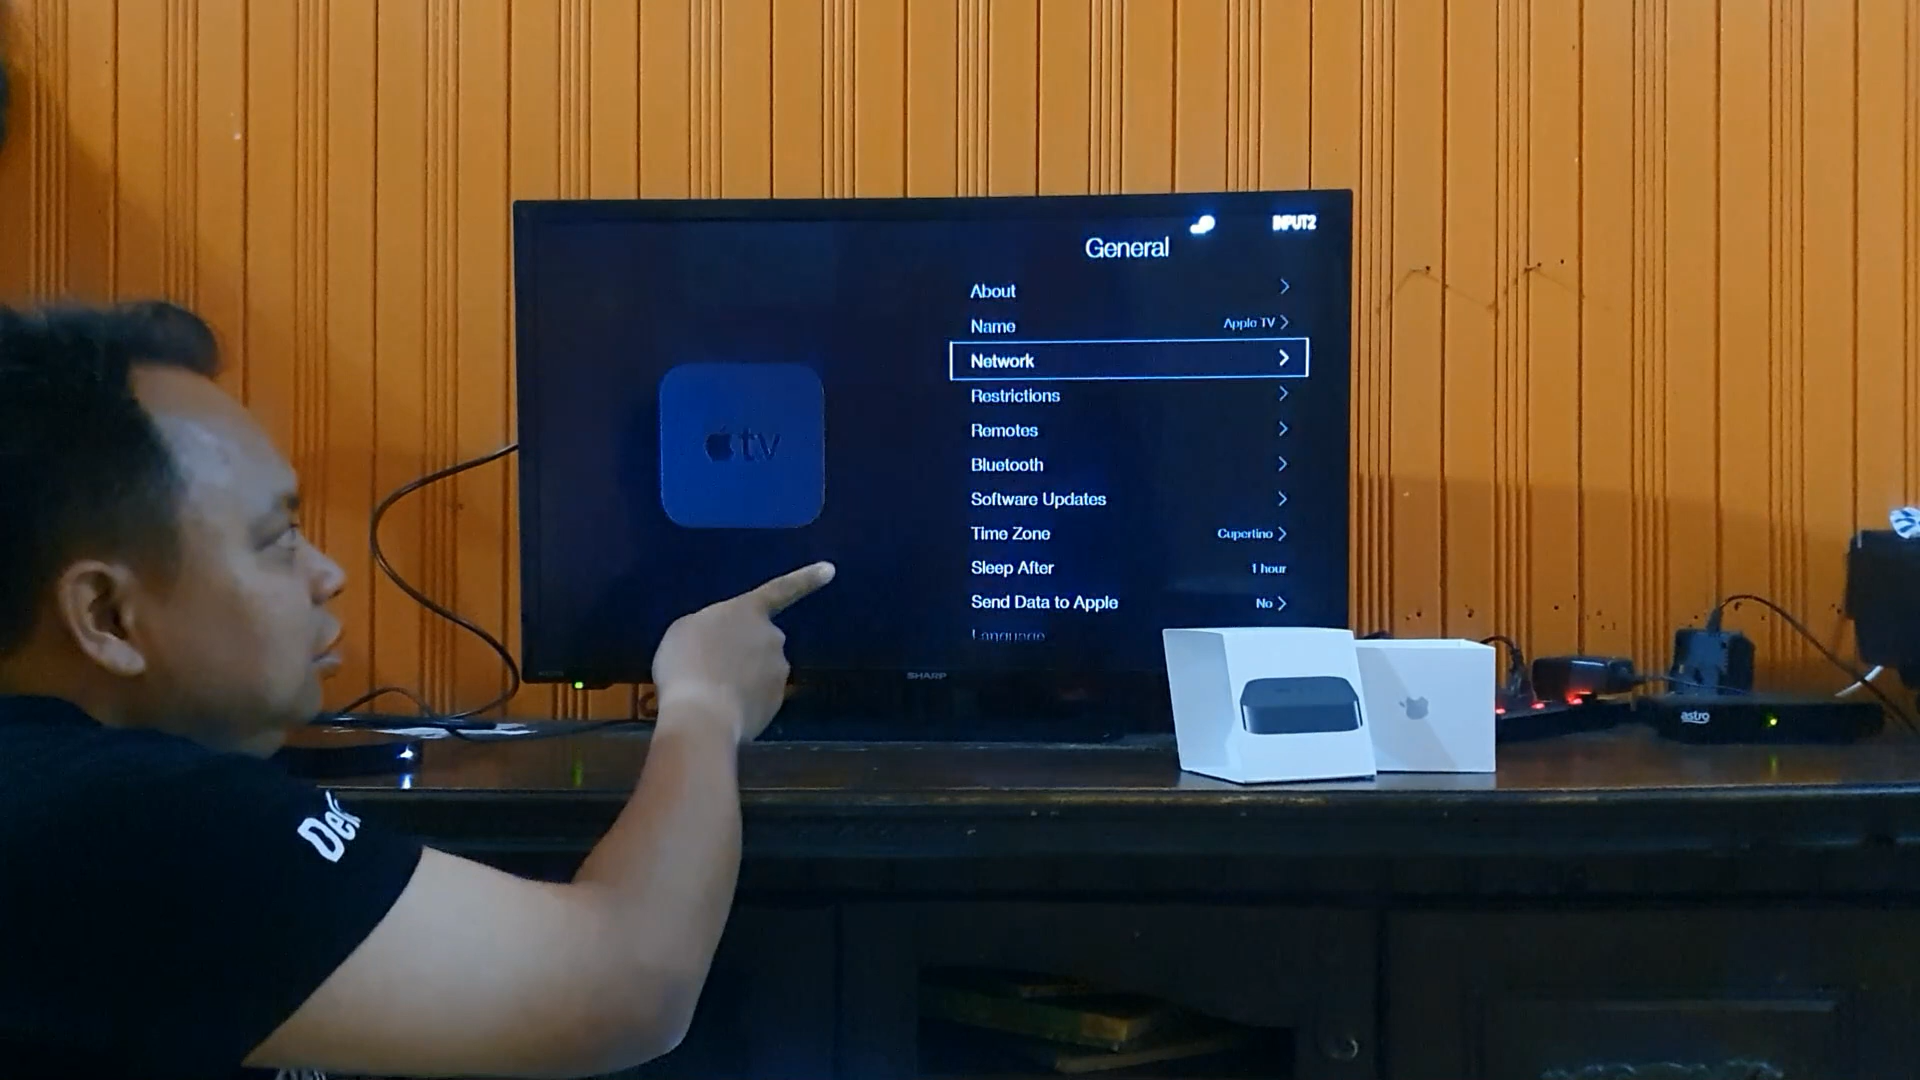 INPUT2
General
About
Name Apple TV
Network
Restrictions
Remotes
Bluetooth
Software Updates
Time Zone Cupertino
Sleep After 1 hour
Send Data to Apple No
Language
tv
SHARP
astro